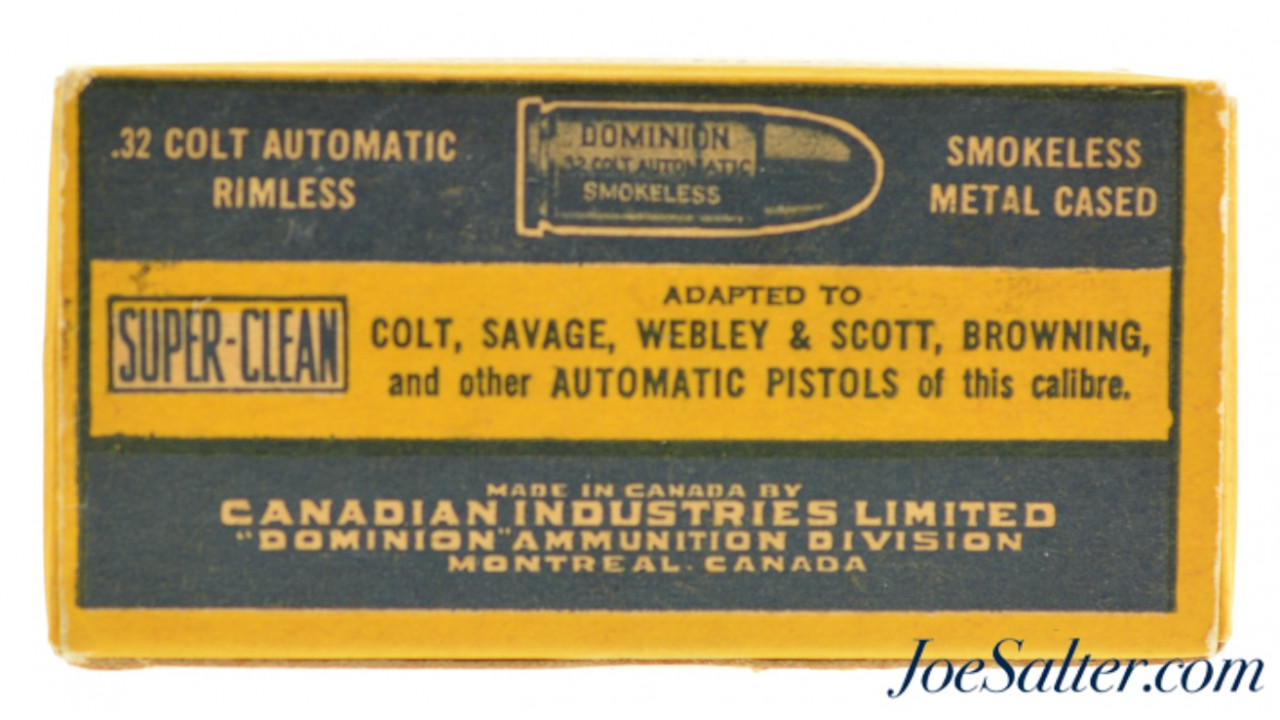 .32 COLT AUTOMATIC
RIMLESS
DOMINION
32 COLT AUTOMATIC
SMOKELESS
SMOKELESS
METAL CASED
SUPER-CLEAN
ADAPTED TO
COLT, SAVAGE, WEBLEY & SCOTT, BROWNING,
and other AUTOMATIC PISTOLS of this calibre.
MADE IN CANADA BY
CANADIAN INDUSTRIES LIMITED
"DOMINION" AMMUNITION DIVISION
MONTREAL. CANADA
JoeSalter.com